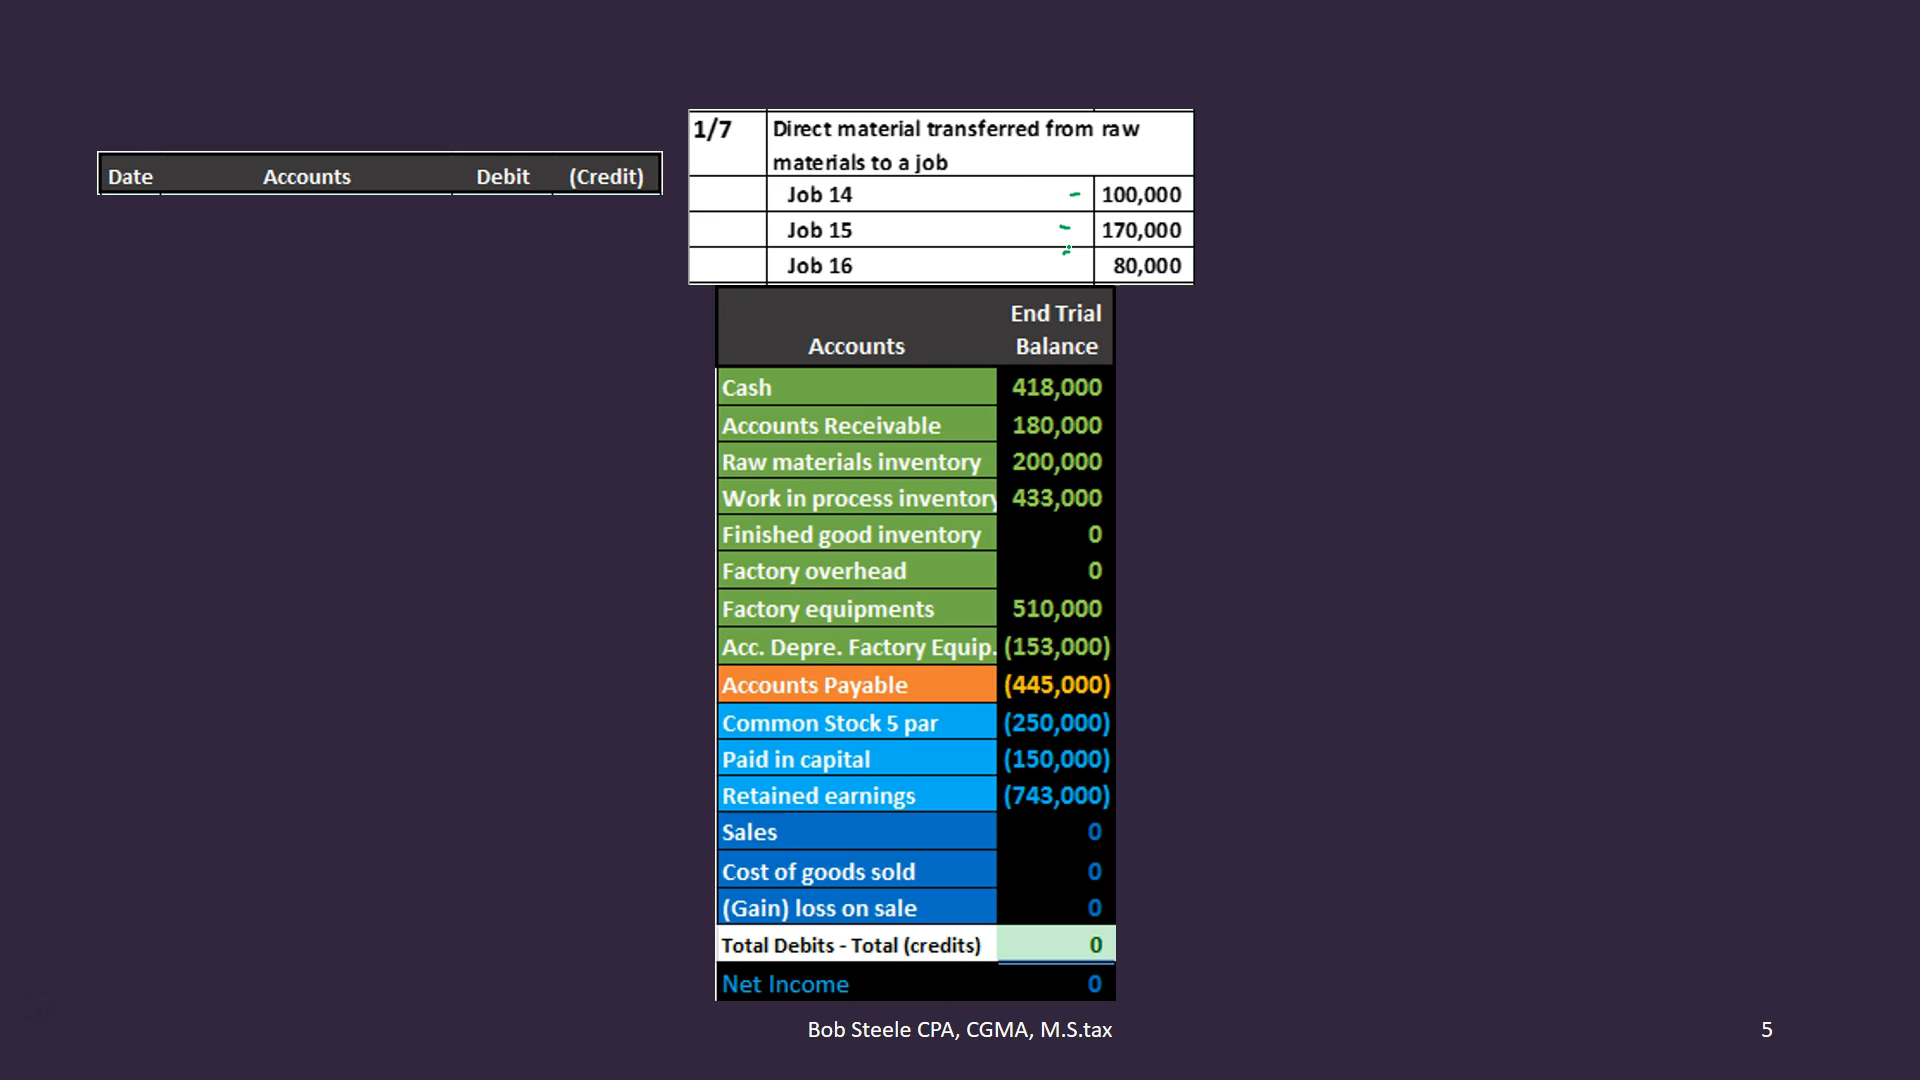 Date Accounts Debit (Credit)
1/7 Direct material transferred from raw
materials to a job
Job 14 100,000
Job 15 170,000
Job 16 80,000
End Trial
Accounts Balance
Cash 418,000
Accounts Receivable 180,000
Raw materials inventory 200,000
Work in process inventory 433,000
Finished good inventory 0
Factory overhead 0
Factory equipments 510,000
Acc. Depre. Factory Equip. (153,000)
Accounts Payable (445,000)
Common Stock 5 par (250,000)
Paid in capital (150,000)
Retained earnings (743,000)
Sales 0
Cost of goods sold 0
(Gain) loss on sale 0
Total Debits - Total (credits) 0
Net Income 0
Bob Steele CPA, CGMA, M.S.tax 5